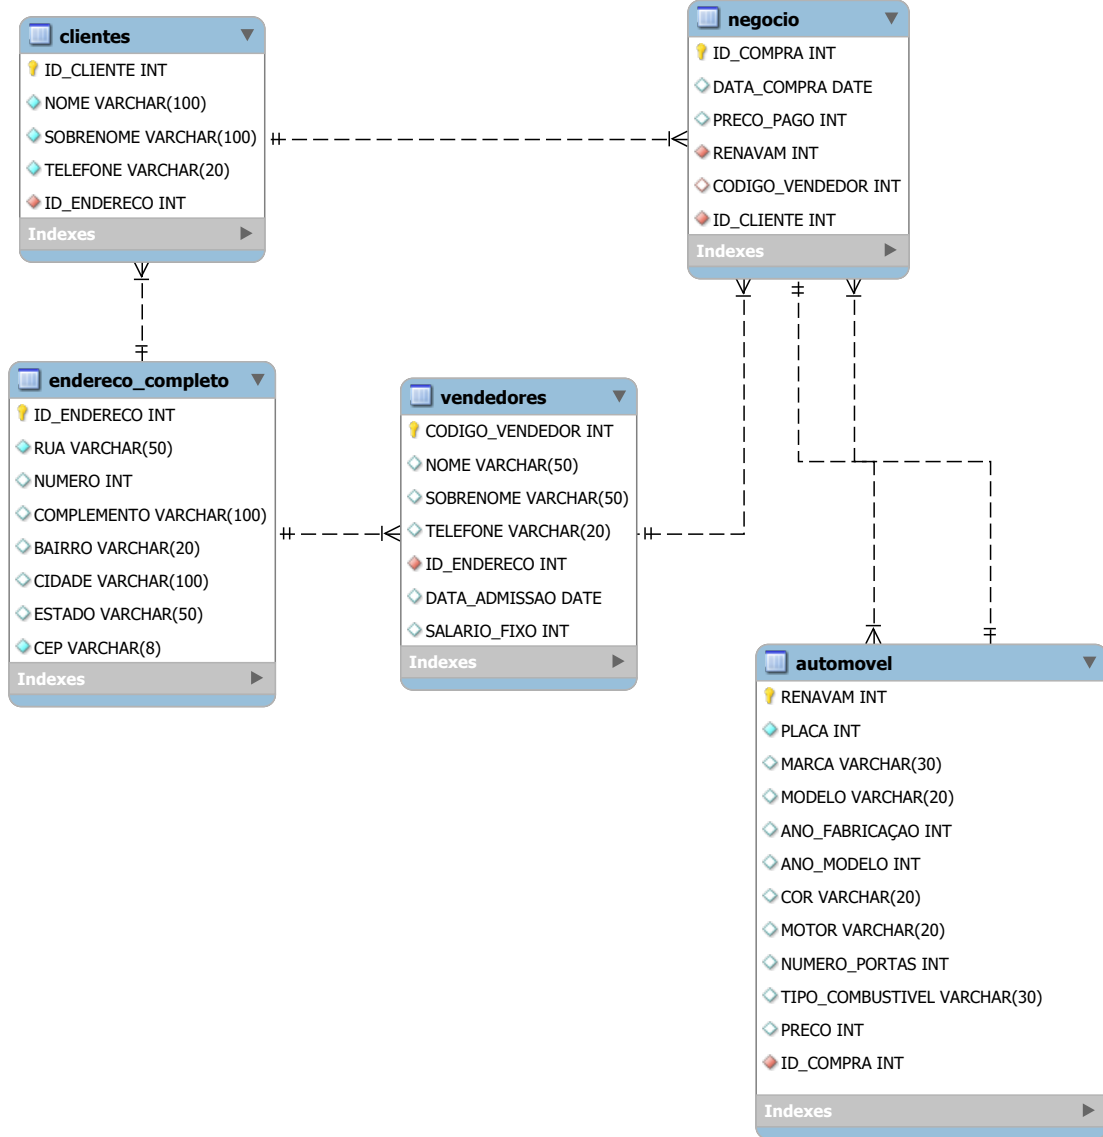 clientes
ID_CLIENTE INT
NOME VARCHAR(100)
SOBRENOME VARCHAR(100)
TELEFONE VARCHAR(20)
ID_ENDERECO INT
Indexes
negocio
ID_COMPRA INT
DATA_COMPRA DATE
PRECO_PAGO INT
RENAVAM INT
CODIGO_VENDEDOR INT
ID_CLIENTE INT
Indexes
endereco_completo
ID_ENDERECO INT
RUA VARCHAR(50)
NUMERO INT
COMPLEMENTO VARCHAR(100)
BAIRRO VARCHAR(20)
CIDADE VARCHAR(100)
ESTADO VARCHAR(50)
CEP VARCHAR(8)
Indexes
vendedores
CODIGO_VENDEDOR INT
NOME VARCHAR(50)
SOBRENOME VARCHAR(50)
TELEFONE VARCHAR(20)
ID_ENDERECO INT
DATA_ADMISSAO DATE
SALARIO_FIXO INT
Indexes
automovel
RENAVAM INT
PLACA INT
MARCA VARCHAR(30)
MODELO VARCHAR(20)
ANO_FABRICAÇAO INT
ANO_MODELO INT
COR VARCHAR(20)
MOTOR VARCHAR(20)
NUMERO_PORTAS INT
TIPO_COMBUSTIVEL VARCHAR(30)
PRECO INT
ID_COMPRA INT
Indexes